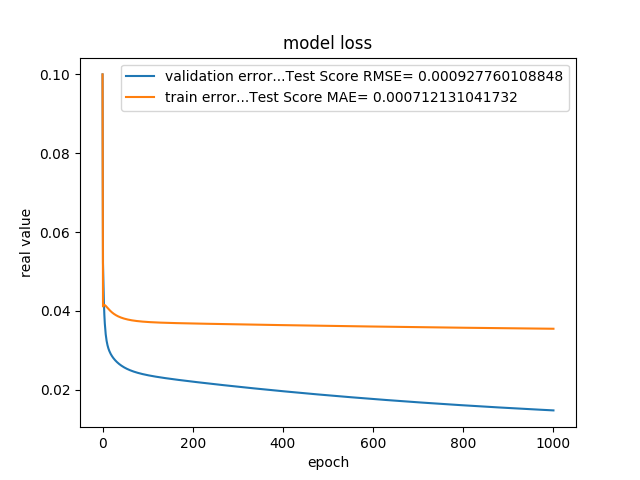 model loss
validation error...Test Score RMSE= 0.000927760108848
train error...Test Score MAE= 0.000712131041732
0.10
0.08
0.06
0.04
0.02
real value
0 200 400 600 800 1000
epoch